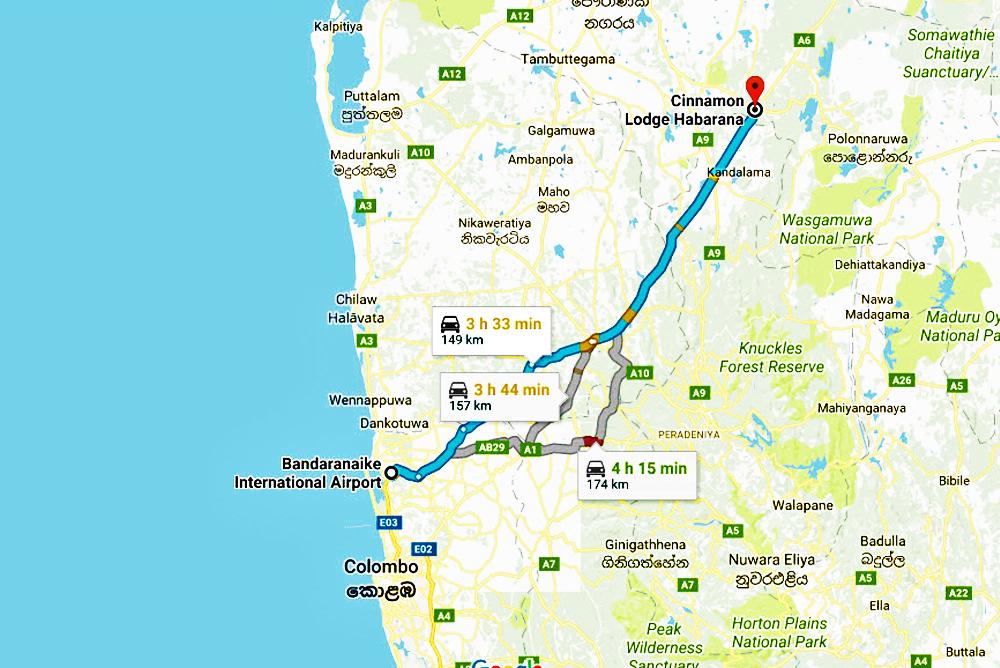 පෞරාණික
නගරය
A12
Kalpitiya
Tambuttegama
A6
Somawathie
Chaitiya
Suanctuary/...
A12
Puttalam
புத்தளம்
Cinnamon
Lodge Habarana
Galgamuwa
A9
Polonnaruwa
පොළොන්නරු
Madurankuli
මදුරන්කුලි
A10
Ambanpola
Kandalama
Maho
මහව
A3
Nikaweratiya
නිකවැරටිය
Wasgamuwa
National Park
A9
Dehiattakandiya
Chilaw
Halāvata
Nawa
Madagama
Maduru Oy
National Pa
3 h 33 min
149 km
A3
Knuckles
Forest Reserve
A10
3 h 44 min
157 km
A9
A26
A5
Wennappuwa
Mahiyanganaya
Dankotuwa
PERADENIYA
AB29
A1
Bandaranaike
International Airport
4 h 15 min
174 km
Bibile
Walapane
E03
A5
E02
Ginigathhena
ගිනිගත්හේන
Badulla
බදුල්ල
Colombo
කොළඹ
A7
Nuwara Eliya
නුවරඑළිය
A7
A5
A22
Ella
A4
Peak
Wilderness
Sanctuary
Horton Plains
National Park
Buttala
A4
Google